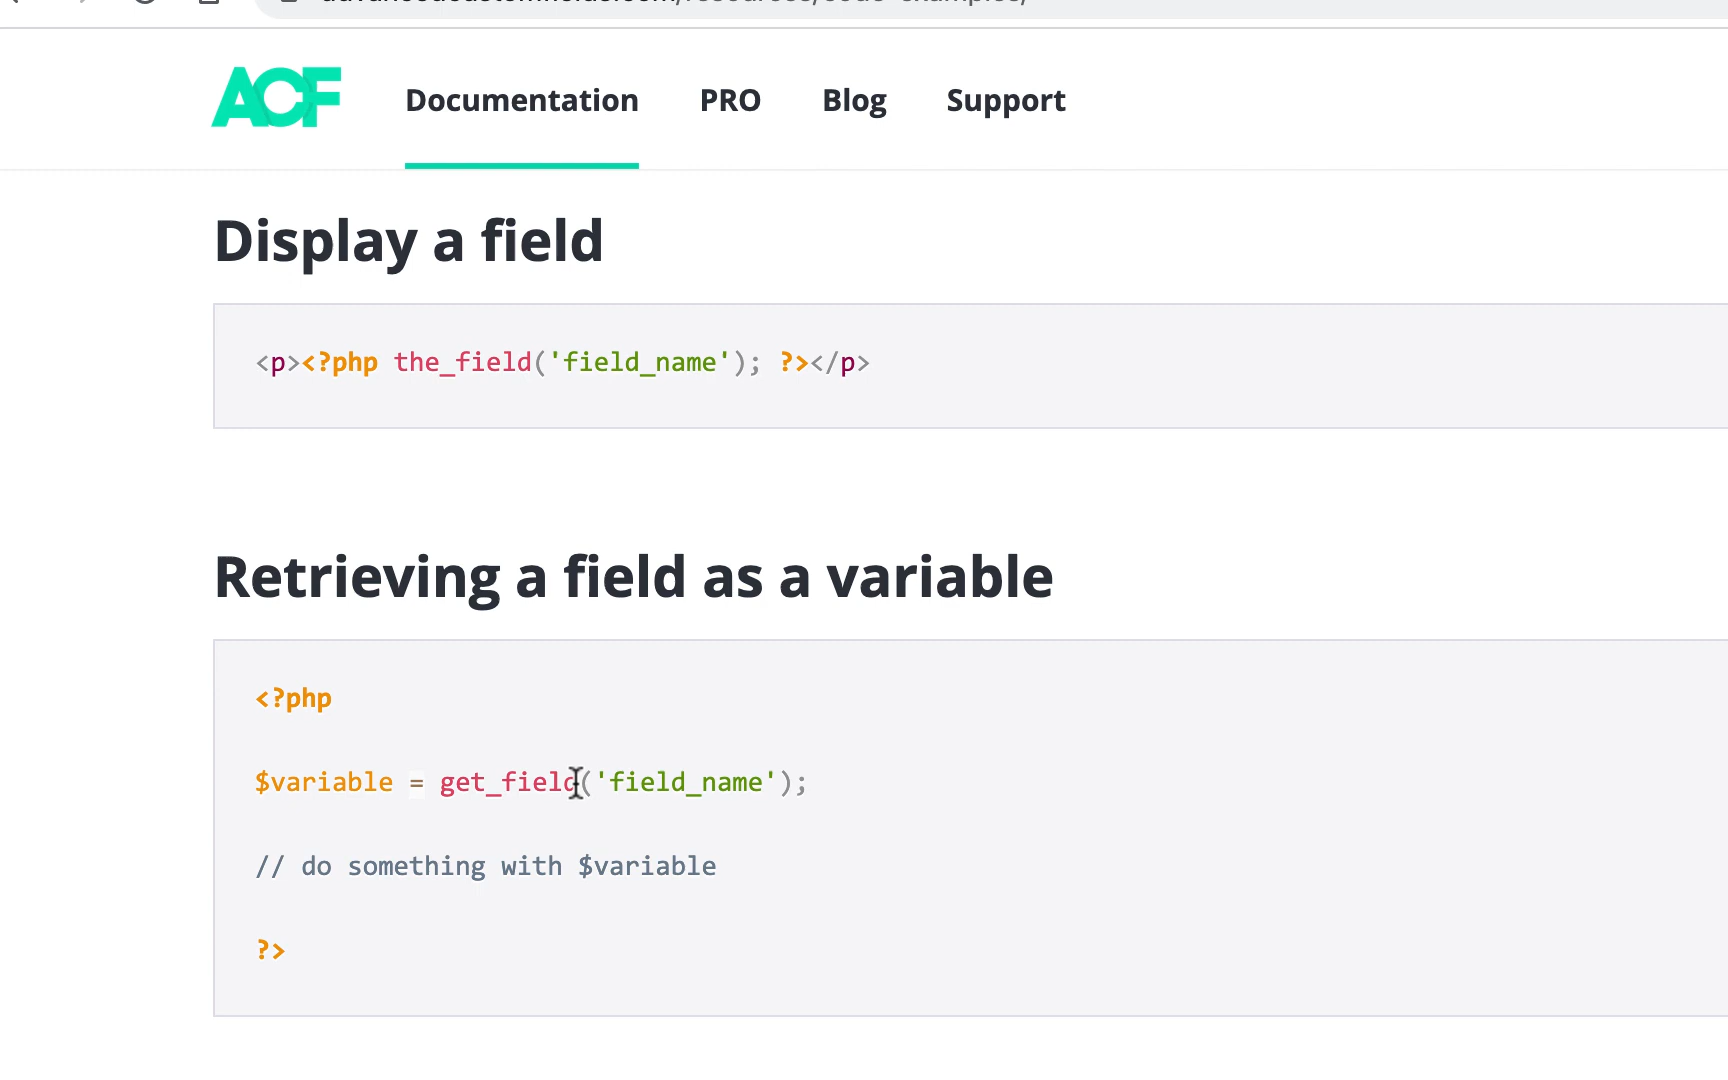 ACF
Documentation PRO Blog Support
Display a field
<p><?php the_field('field_name'); ?></p>
Retrieving a field as a variable
<?php
$variable = get_field('field_name');
// do something with $variable
?>